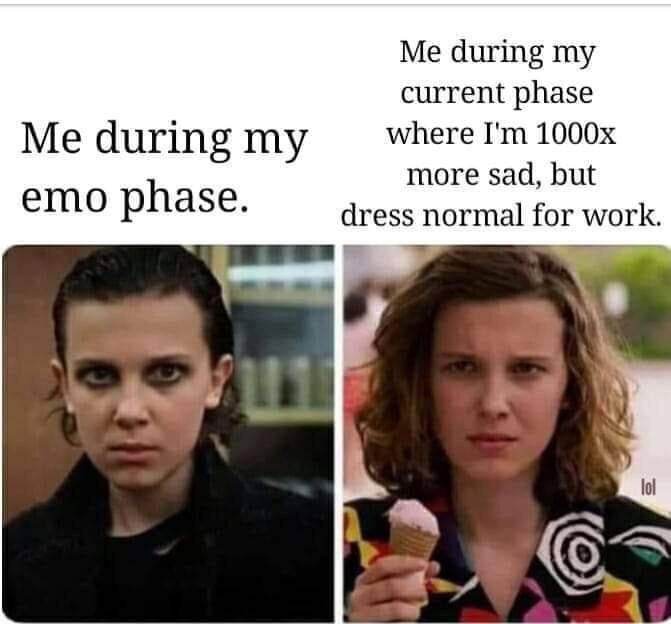 Me during my
emo phase.
Me during my
current phase
where I'm 1000x
more sad, but
dress normal for work.
lol